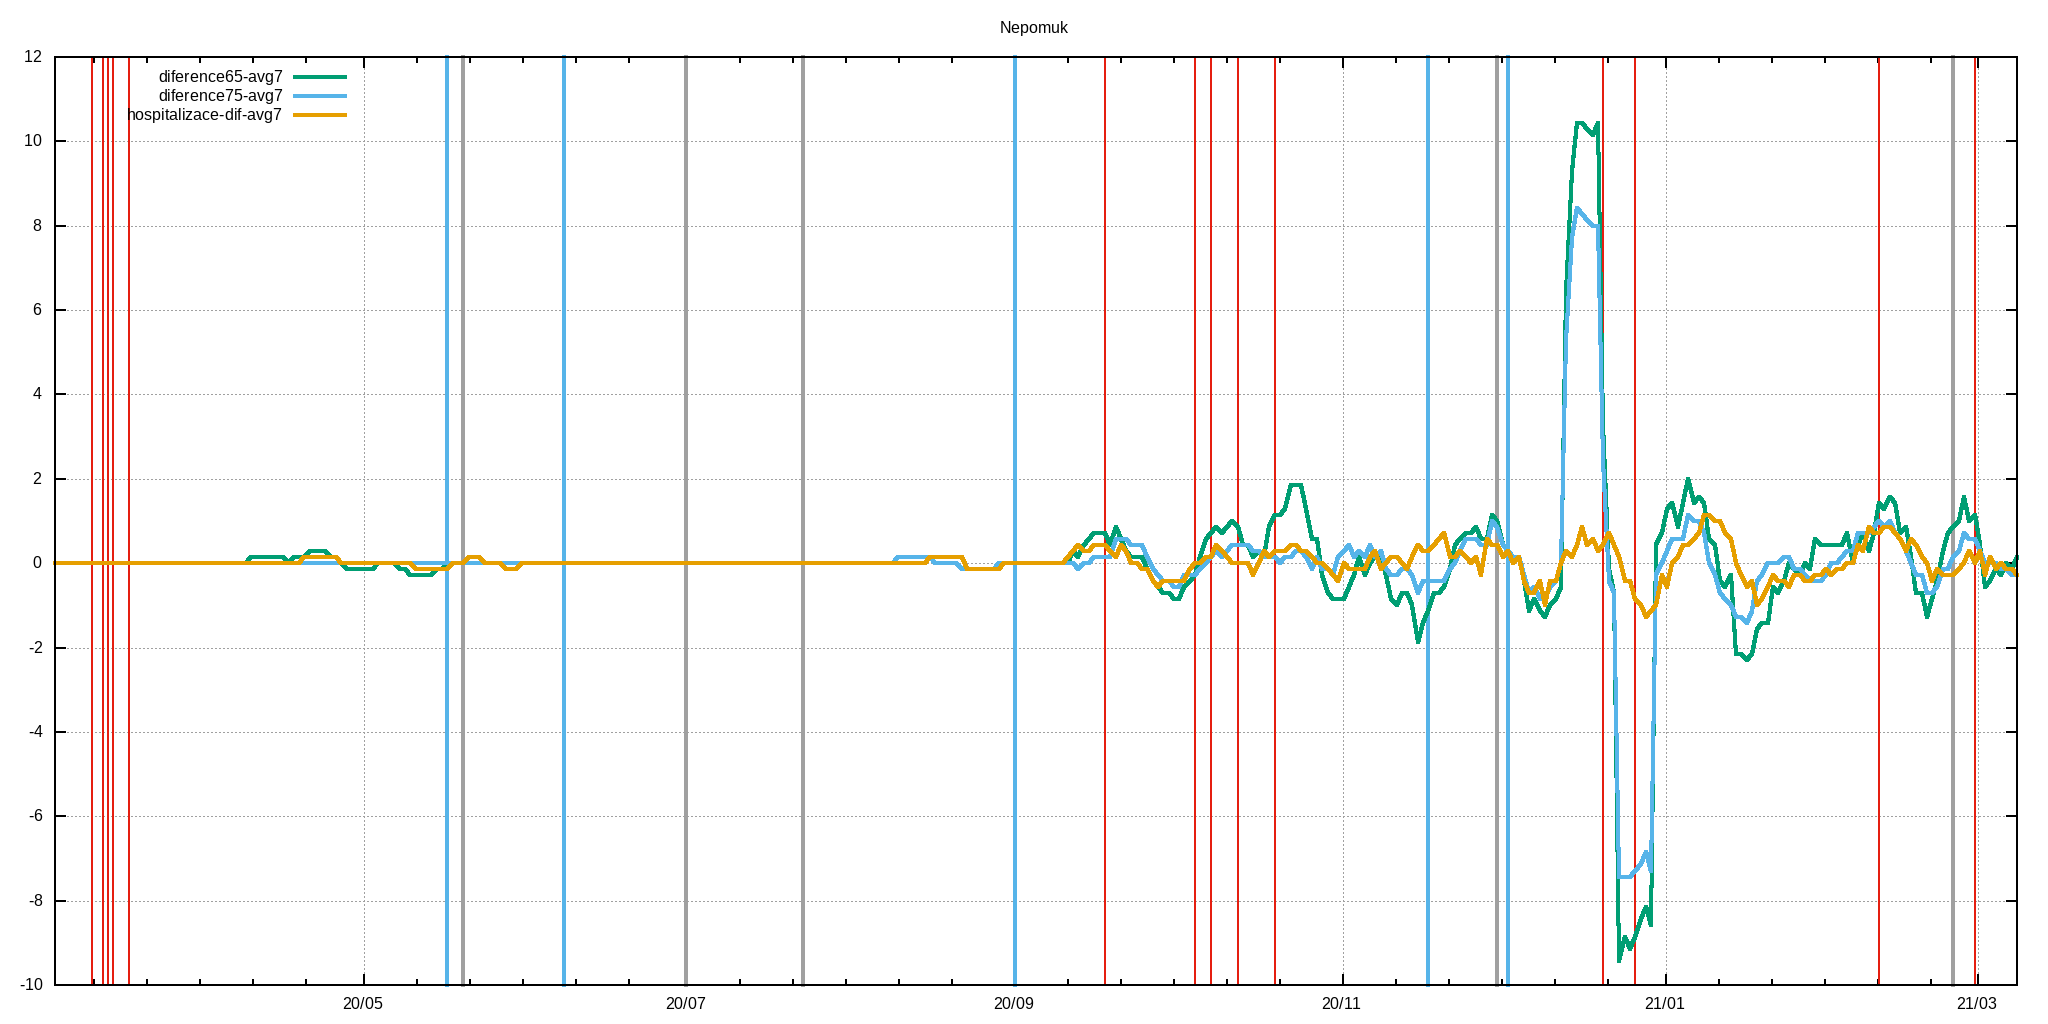 Nepomuk
12
diference65-avg7
diference75-avg7
hospitalizace-dif-avg7
10
8
6
4
2
0
-2
-4
-6
-8
-10
20/05 20/07 20/09 20/11 21/01 21/03